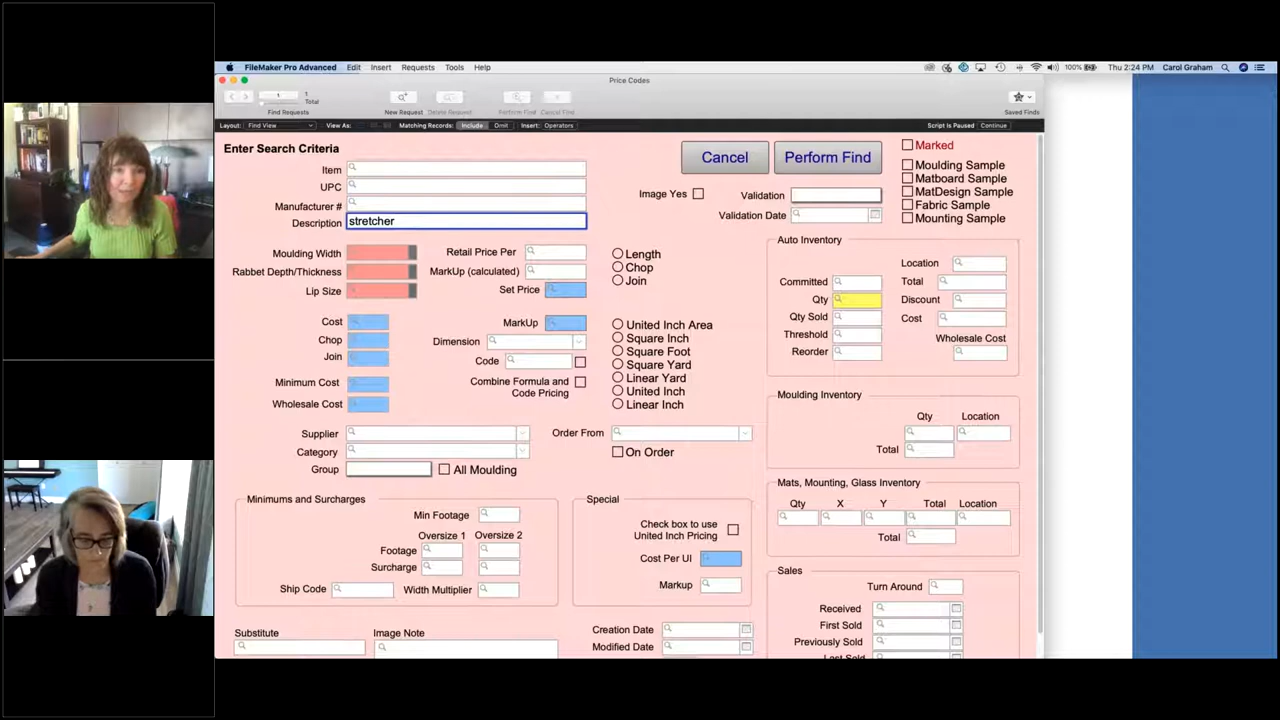 FileMaker Pro Advanced Edit Insert Requests Tools Help 100% Thu 2:24 PM Carol Graham
Price Codes
1 1
Total
Find Requests New Request Delete Request Perform Find Cancel Find Saved Finds
Layout: Find View View As: Matching Records: Include Omit Insert: Operators Script Is Paused Continue
Enter Search Criteria
Cancel
Perform Find
Marked
Item
UPC
Manufacturer #
Description stretcher
Image Yes
Validation
Validation Date
Moulding Sample
Matboard Sample
MatDesign Sample
Fabric Sample
Mounting Sample
Moulding Width
Rabbet Depth/Thickness
Lip Size
Retail Price Per
MarkUp (calculated)
Set Price
Length
Chop
Join
Cost
Chop
Join
Minimum Cost
Wholesale Cost
MarkUp
Dimension
Code
Combine Formula and
Code Pricing
United Inch Area
Square Inch
Square Foot
Square Yard
Linear Yard
United Inch
Linear Inch
Auto Inventory
Committed
Qty
Qty Sold
Threshold
Reorder
Location
Total
Discount
Cost
Wholesale Cost
Supplier
Category
Group
All Moulding
Order From
On Order
Moulding Inventory
Qty Location
Total
Minimums and Surcharges
Min Footage
Oversize 1 Oversize 2
Footage
Surcharge
Ship Code
Width Multiplier
Special
Check box to use
United Inch Pricing
Cost Per UI
Markup
Mats, Mounting, Glass Inventory
Qty X Y Total Location
Total
Sales
Turn Around
Received
First Sold
Previously Sold
Last Sold
Substitute
Image Note
Creation Date
Modified Date